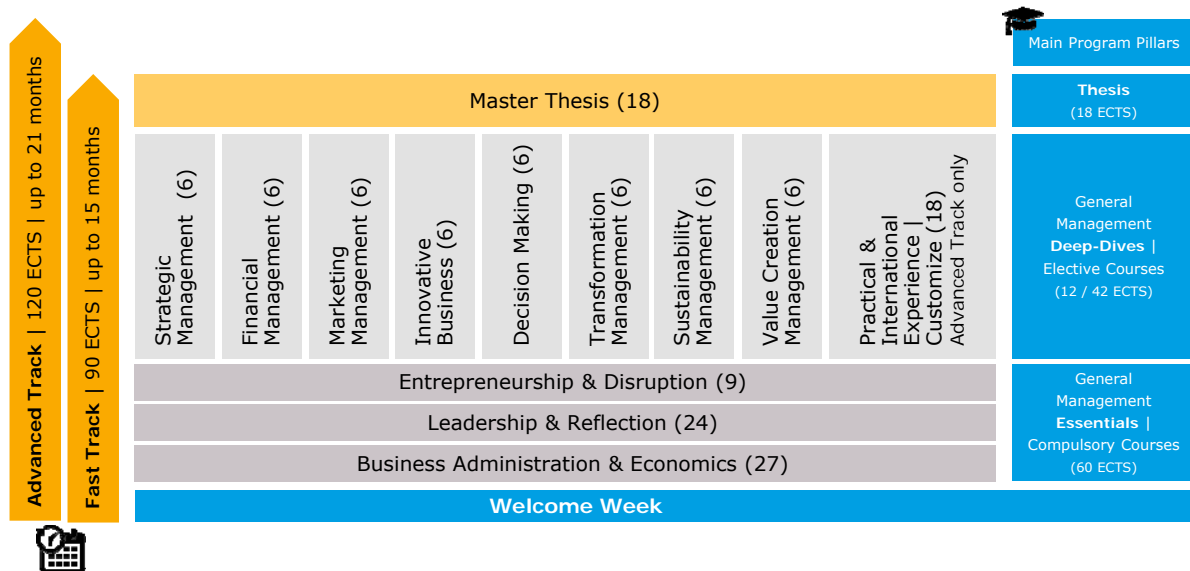 Advanced Track | 120 ECTS | up to 21 months
Fast Track | 90 ECTS | up to 15 months
Main Program Pillars
Master Thesis (18)
Thesis
(18 ECTS)
Strategic
Management (6)
Financial
Management (6)
Marketing
Management (6)
Innovative
Business (6)
Decision Making (6)
Transformation
Management (6)
Sustainability
Management (6)
Value Creation
Management (6)
Practical &
International
Experience |
Customize (18)
Advanced Track only
General
Management
Deep-Dives |
Elective Courses
(12 / 42 ECTS)
Entrepreneurship & Disruption (9)
Leadership & Reflection (24)
Business Administration & Economics (27)
General
Management
Essentials |
Compulsory Courses
(60 ECTS)
Welcome Week